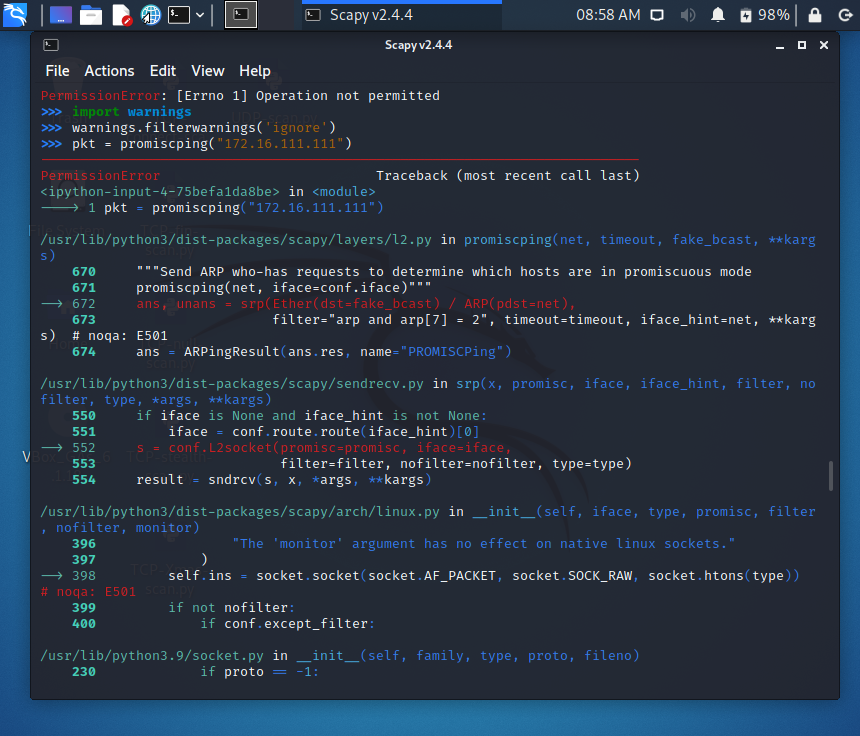 Scapy v2.4.4
08:58 AM
98%
Scapy v2.4.4
File Actions Edit View Help
PermissionError: [Errno 1] Operation not permitted
>>> import warnings
>>> warnings.filterwarnings('ignore')
>>> pkt = promiscping("172.16.111.111")
PermissionError Traceback (most recent call last)
<ipython-input-4-75befa1da8be> in <module>
----> 1 pkt = promiscping("172.16.111.111")
/usr/lib/python3/dist-packages/scapy/layers/l2.py in promiscping(net, timeout, fake_bcast, **karg
s)
670 """Send ARP who-has requests to determine which hosts are in promiscuous mode
671 promiscping(net, iface=conf.iface)"""
--> 672 ans, unans = srp(Ether(dst=fake_bcast) / ARP(pdst=net),
673 filter="arp and arp[7] = 2", timeout=timeout, iface_hint=net, **karg
s) # noqa: E501
674 ans = ARPingResult(ans.res, name="PROMISCPing")
/usr/lib/python3/dist-packages/scapy/sendrecv.py in srp(x, promisc, iface, iface_hint, filter, no
filter, type, *args, **kargs)
550 if iface is None and iface_hint is not None:
551 iface = conf.route.route(iface_hint)[0]
--> 552 s = conf.L2socket(promisc=promisc, iface=iface,
553 filter=filter, nofilter=nofilter, type=type)
554 result = sndrcv(s, x, *args, **kargs)
/usr/lib/python3/dist-packages/scapy/arch/linux.py in __init__(self, iface, type, promisc, filter
, nofilter, monitor)
396 "The 'monitor' argument has no effect on native linux sockets."
397 )
--> 398 self.ins = socket.socket(socket.AF_PACKET, socket.SOCK_RAW, socket.htons(type))
# noqa: E501
399 if not nofilter:
400 if conf.except_filter:
/usr/lib/python3.9/socket.py in __init__(self, family, type, proto, fileno)
230 if proto == -1: